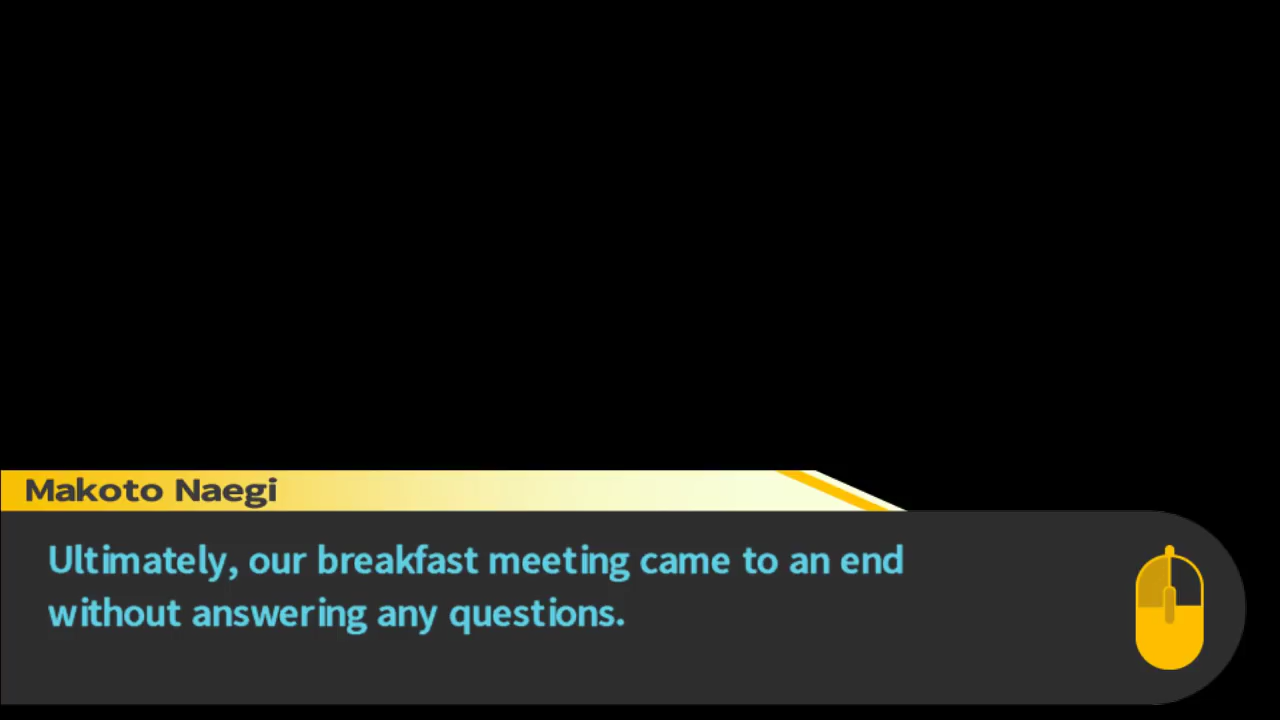 Makoto Naegi
Ultimately, our breakfast meeting came to an end
without answering any questions.